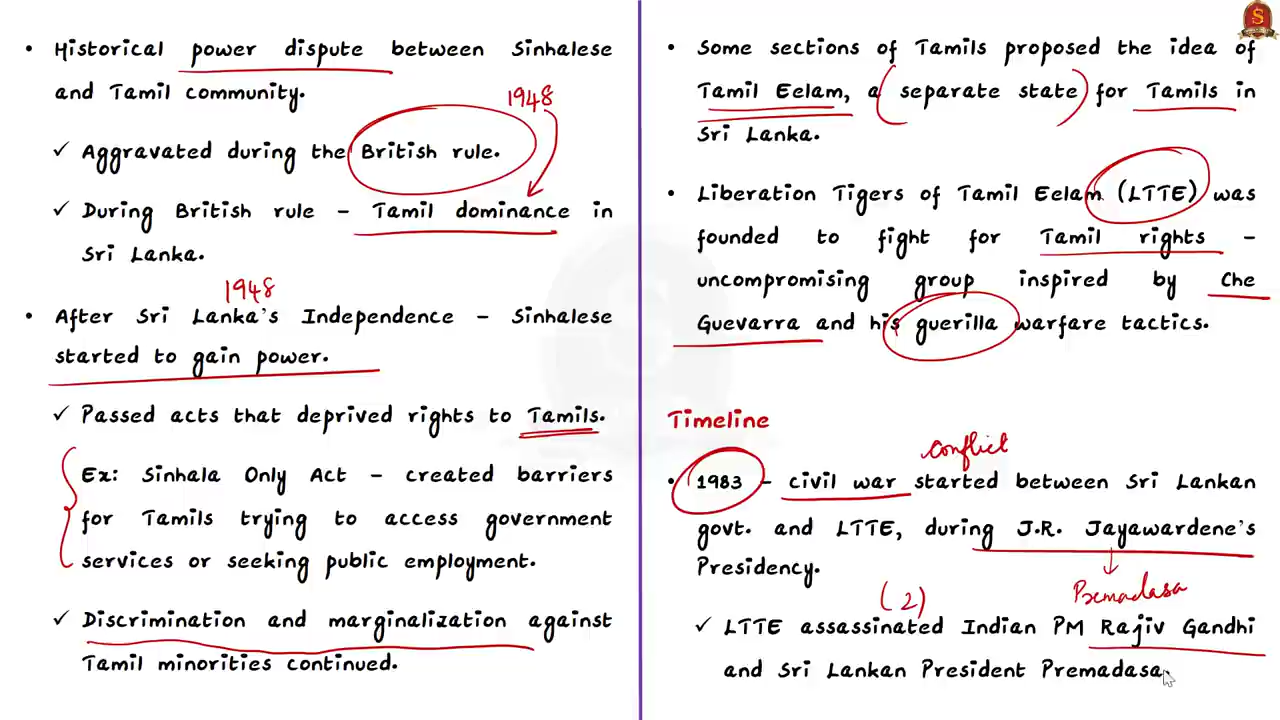 • Historical power dispute between Sinhalese
and Tamil community.
1948
✓ Aggravated during the British rule.
✓ During British rule – Tamil dominance in
Sri Lanka.
1948
• After Sri Lanka's Independence – Sinhalese
started to gain power.
✓ Passed acts that deprived rights to Tamils.
Ex: Sinhala Only Act – created barriers
for Tamils trying to access government
services or seeking public employment.
✓ Discrimination and marginalization against
Tamil minorities continued.
• Some sections of Tamils proposed the idea of
Tamil Eelam, a (separate state) for Tamils in
Sri Lanka.
• Liberation Tigers of Tamil Eelam (LTTE) was
founded to fight for Tamil rights –
uncompromising group inspired by Che
Guevarra and his guerilla warfare tactics.
Timeline
conflict
• 1983 – civil war started between Sri Lankan
govt. and LTTE, during J.R. Jayawardene's
Presidency.
(2) Premadasa
✓ LTTE assassinated Indian PM Rajiv Gandhi
and Sri Lankan President Premadasa.
S